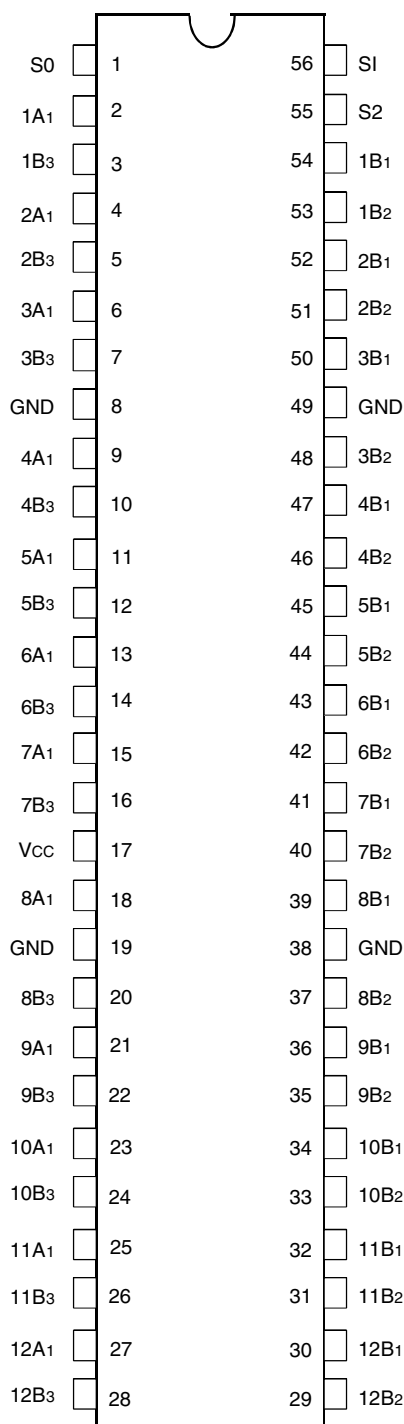 S0 1 56 SI
1A1 2 55 S2
1B3 3 54 1B1
2A1 4 53 1B2
2B3 5 52 2B1
3A1 6 51 2B2
3B3 7 50 3B1
GND 8 49 GND
4A1 9 48 3B2
4B3 10 47 4B1
5A1 11 46 4B2
5B3 12 45 5B1
6A1 13 44 5B2
6B3 14 43 6B1
7A1 15 42 6B2
7B3 16 41 7B1
VCC 17 40 7B2
8A1 18 39 8B1
GND 19 38 GND
8B3 20 37 8B2
9A1 21 36 9B1
9B3 22 35 9B2
10A1 23 34 10B1
10B3 24 33 10B2
11A1 25 32 11B1
11B3 26 31 11B2
12A1 27 30 12B1
12B3 28 29 12B2